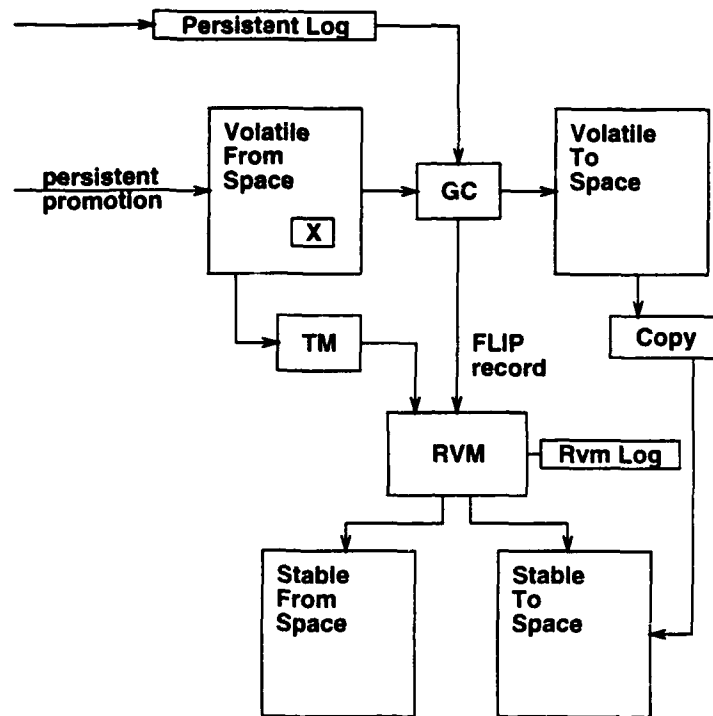 Persistent Log
Volatile
From
Space
X
persistent
promotion
GC
Volatile
To
Space
TM
FLIP
record
Copy
RVM
Rvm Log
Stable
From
Space
Stable
To
Space